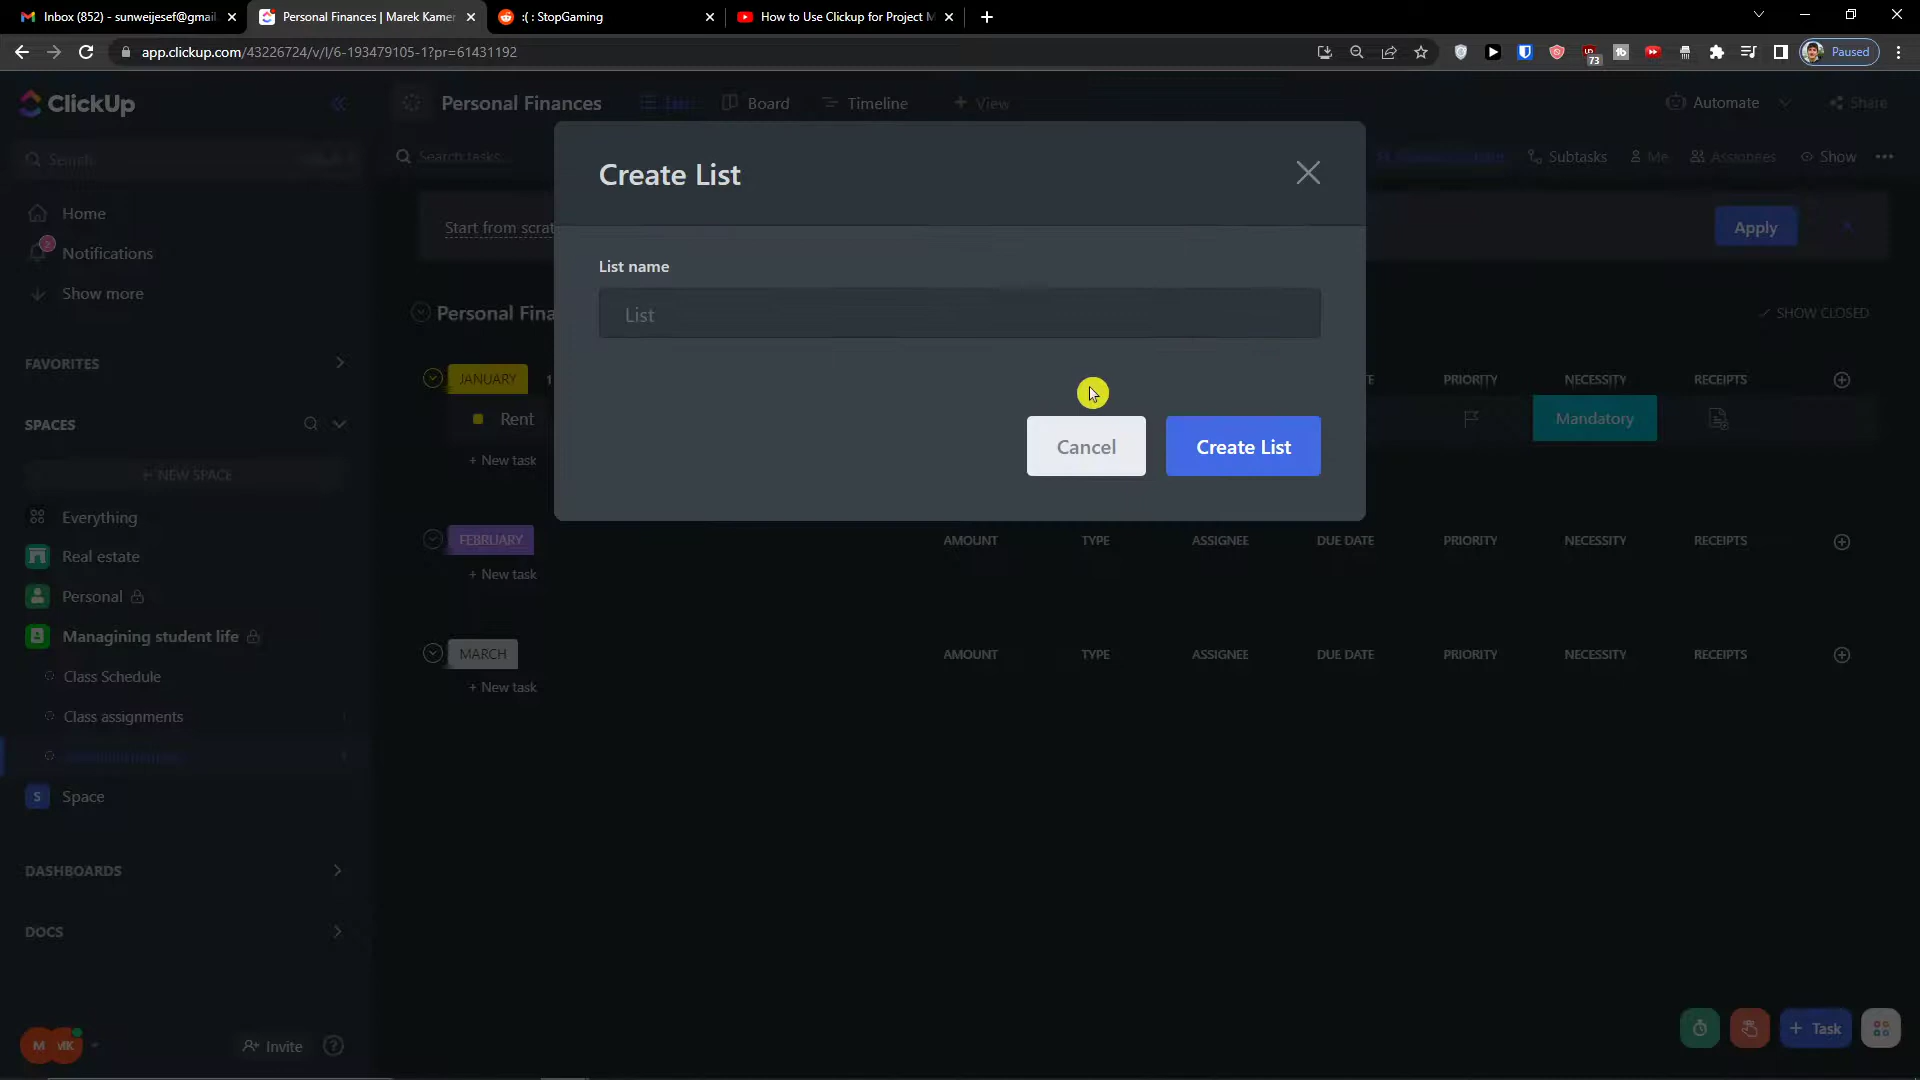 Inbox (852) - sunweijesef@gmail
Personal Finances | Marek Kamer
:( : StopGaming
How to Use Clickup for Project M
app.clickup.com/43226724/v/l/6-193479105-1?pr=61431192
73
Paused
ClickUp
Personal Finances
List
Board
Timeline
+ View
Automate
Share
Search
Search tasks...
Subtasks
Me
Assignees
Show
Create List
Home
Start from scrat
Apply
2
Notifications
List name
Show more
Personal Fina
List
SHOW CLOSED
FAVORITES
JANUARY
1
E
PRIORITY
NECESSITY
RECEIPTS
Rent
Mandatory
SPACES
Cancel
Create List
+ New task
+ NEW SPACE
Everything
FEBRUARY
AMOUNT
TYPE
ASSIGNEE
DUE DATE
PRIORITY
NECESSITY
RECEIPTS
Real estate
+ New task
Personal
Managining student life
MARCH
AMOUNT
TYPE
ASSIGNEE
DUE DATE
PRIORITY
NECESSITY
RECEIPTS
Class Schedule
+ New task
Class assignments
S
Space
DASHBOARDS
DOCS
M
MK
Invite
?
+ Task